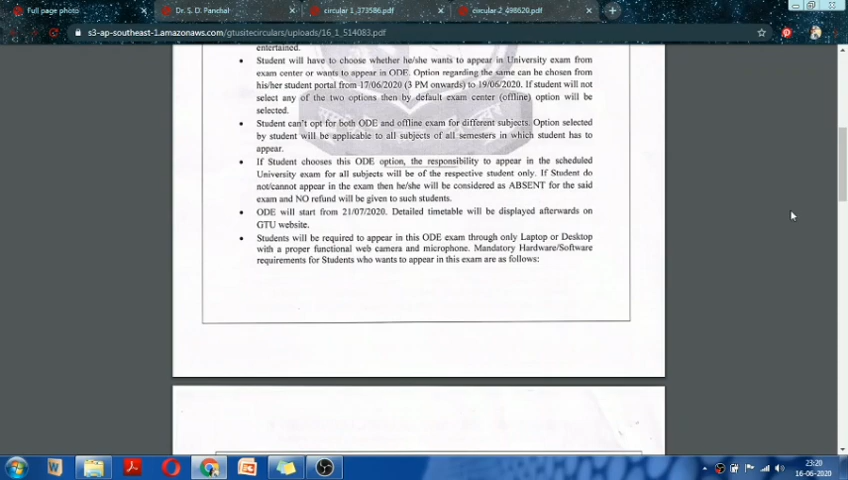 Full page photo
Dr. S. D. Panchal
circular 1_373586.pdf
circular 2_498620.pdf
s3-ap-southeast-1.amazonaws.com/gtusitecirculars/uploads/16_1_514083.pdf
entertained.
• Student will have to choose whether he/she wants to appear in University exam from
exam center or wants to appear in ODE. Option regarding the same can be chosen from
his/her student portal from 17/06/2020 (3 PM onwards) to 19/06/2020. If student will not
select any of the two options then by default exam center (offline) option will be
selected.
• Student can't opt for both ODE and offline exam for different subjects. Option selected
by student will be applicable to all subjects of all semesters in which student has to
appear.
• If Student chooses this ODE option, the responsibility to appear in the scheduled
University exam for all subjects will be of the respective student only. If Student do
not/cannot appear in the exam then he/she will be considered as ABSENT for the said
exam and NO refund will be given to such students.
• ODE will start from 21/07/2020. Detailed timetable will be displayed afterwards on
GTU website.
• Students will be required to appear in this ODE exam through only Laptop or Desktop
with a proper functional web camera and microphone. Mandatory Hardware/Software
requirements for Students who wants to appear in this exam are as follows:
23:20
16-06-2020